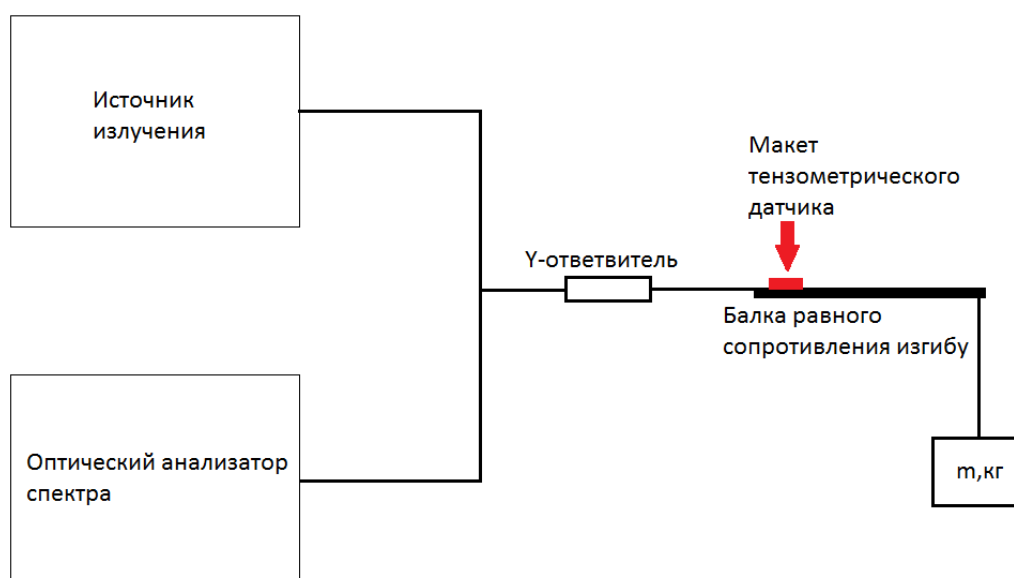 Источник
излучения
Макет
тензометрического
датчика
Y-ответвитель
Балка равного
сопротивления изгибу
Оптический анализатор
спектра
m,кг